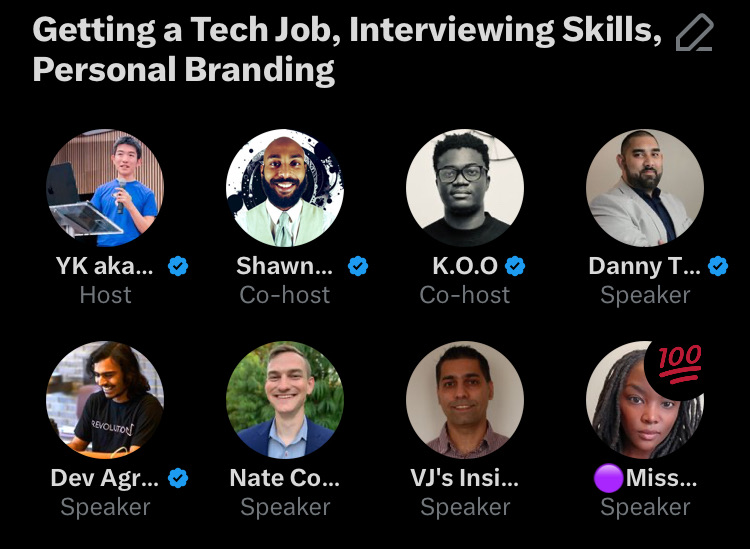 Getting a Tech Job, Interviewing Skills,
Personal Branding
YK aka... Shawn... K.O.O Danny T...
Host Co-host Co-host Speaker
REVOLUTION
100
Dev Agr... Nate Co... VJ's Insi... Miss...
Speaker Speaker Speaker Speaker